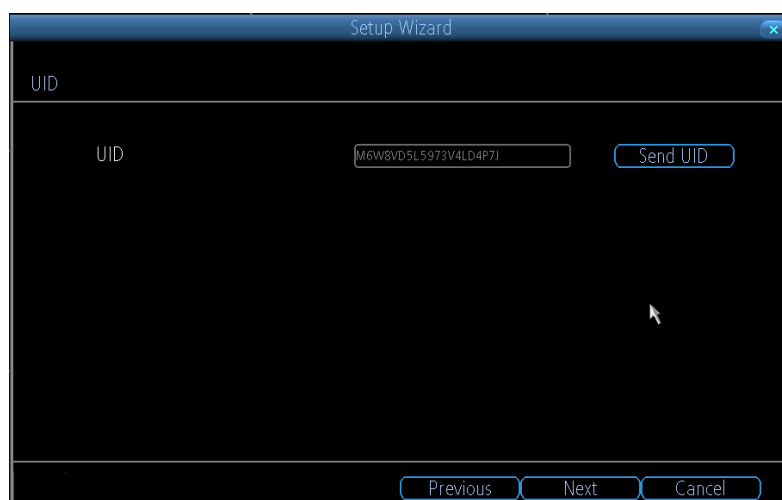 Setup Wizard
UID
UID M6W8VD5L5973V4LD4P7J Send UID
Previous Next Cancel